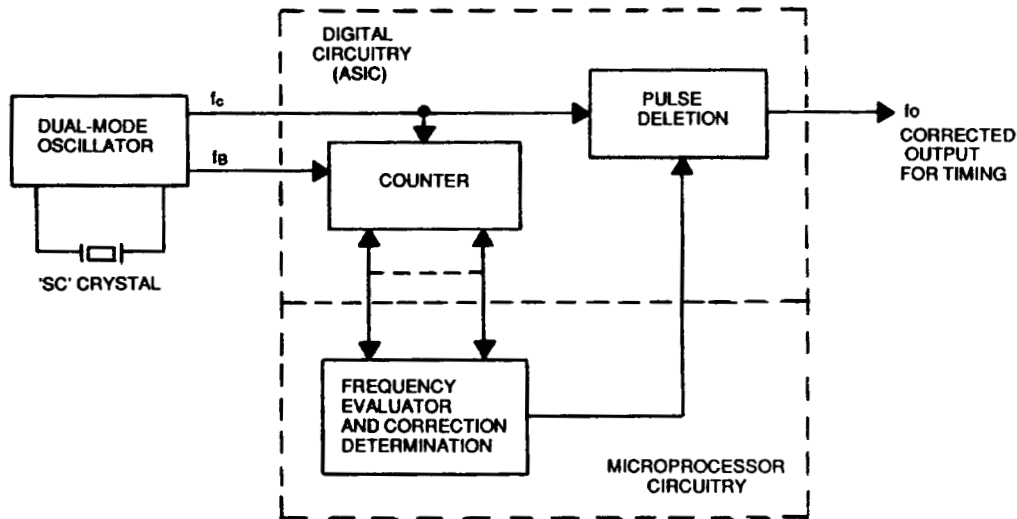 DIGITAL
CIRCUITRY
(ASIC)
DUAL-MODE
OSCILLATOR
fc
fB
'SC' CRYSTAL
COUNTER
PULSE
DELETION
fo
CORRECTED
OUTPUT
FOR TIMING
FREQUENCY
EVALUATOR
AND CORRECTION
DETERMINATION
MICROPROCESSOR
CIRCUITRY